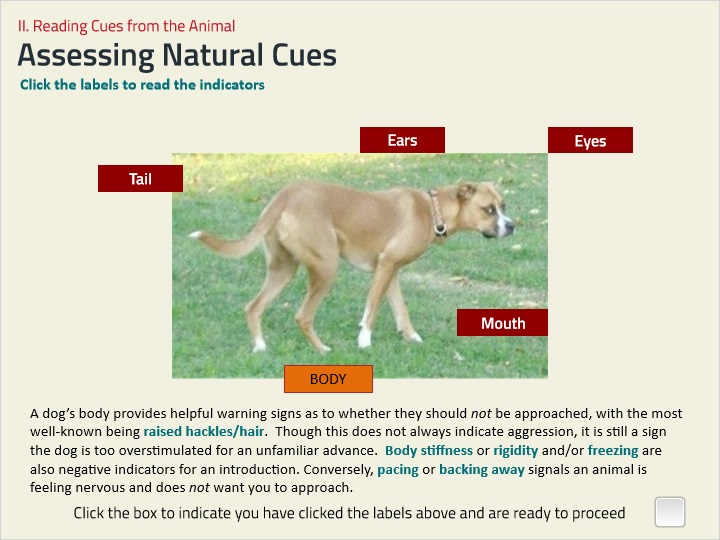 II. Reading Cues from the Animal
Assessing Natural Cues
Click the labels to read the indicators
Ears
Eyes
Tail
Mouth
BODY
A dog's body provides helpful warning signs as to whether they should not be approached, with the most
well-known being raised hackles/hair. Though this does not always indicate aggression, it is still a sign
the dog is too overstimulated for an unfamiliar advance. Body stiffness or rigidity and/or freezing are
also negative indicators for an introduction. Conversely, pacing or backing away signals an animal is
feeling nervous and does not want you to approach.
Click the box to indicate you have clicked the labels above and are ready to proceed